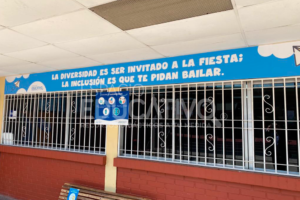 LA DIVERSIDAD ES SER INVITADO A LA FIESTA;
LA INCLUSIÓN ES QUE TE PIDAN BAILAR.